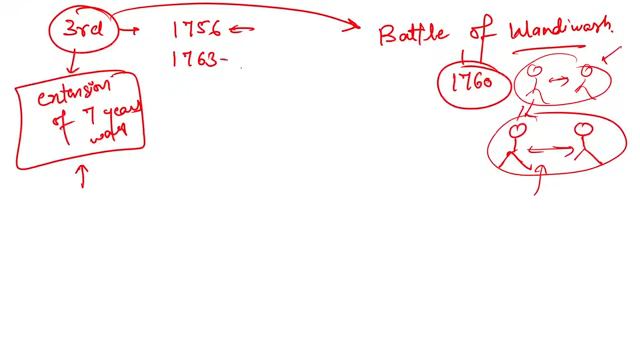 3rd
1756
1763-
extension
of 7 years
war
Battle of Wandiwash
1760